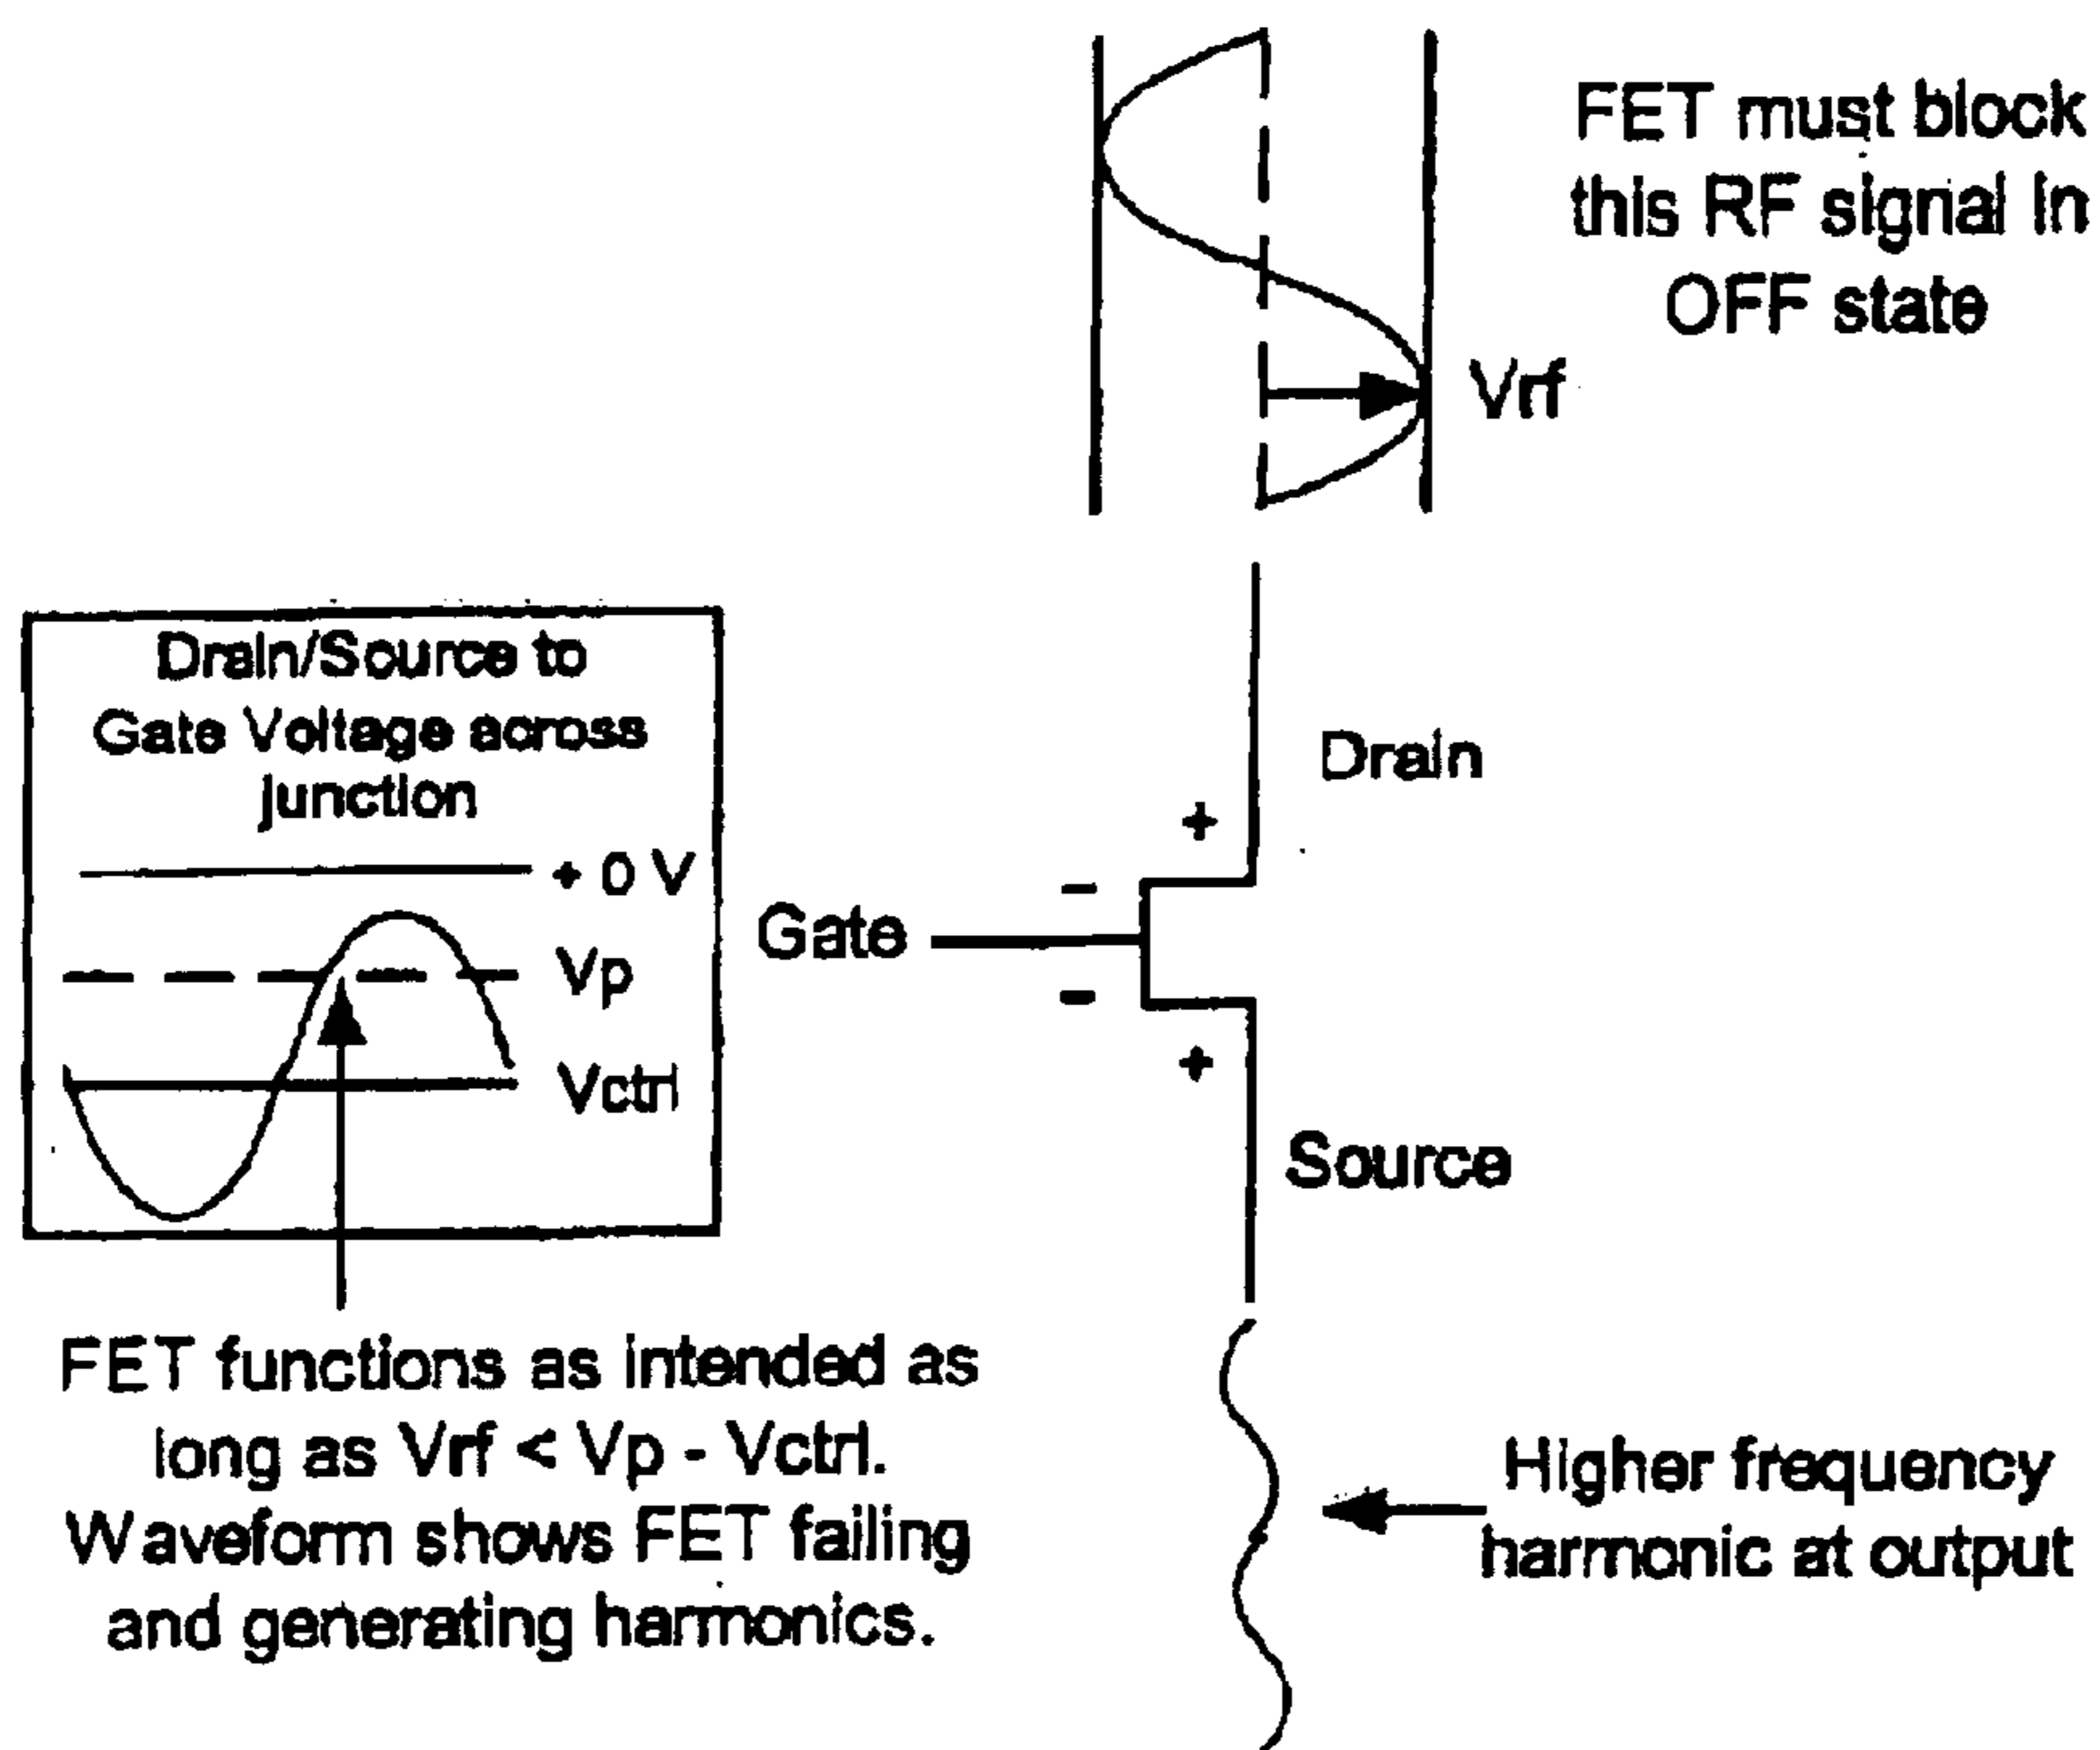 FET must block
this RF signal in
OFF state
Vrf
Drain/Source to
Gate Voltage across
junction
+ 0 V
Vp
Vctrl
Drain
+
-
Gate
-
+
Source
FET functions as intended as
long as Vrf < Vp - Vctrl.
Waveform shows FET failing
and generating harmonics.
Higher frequency
harmonic at output